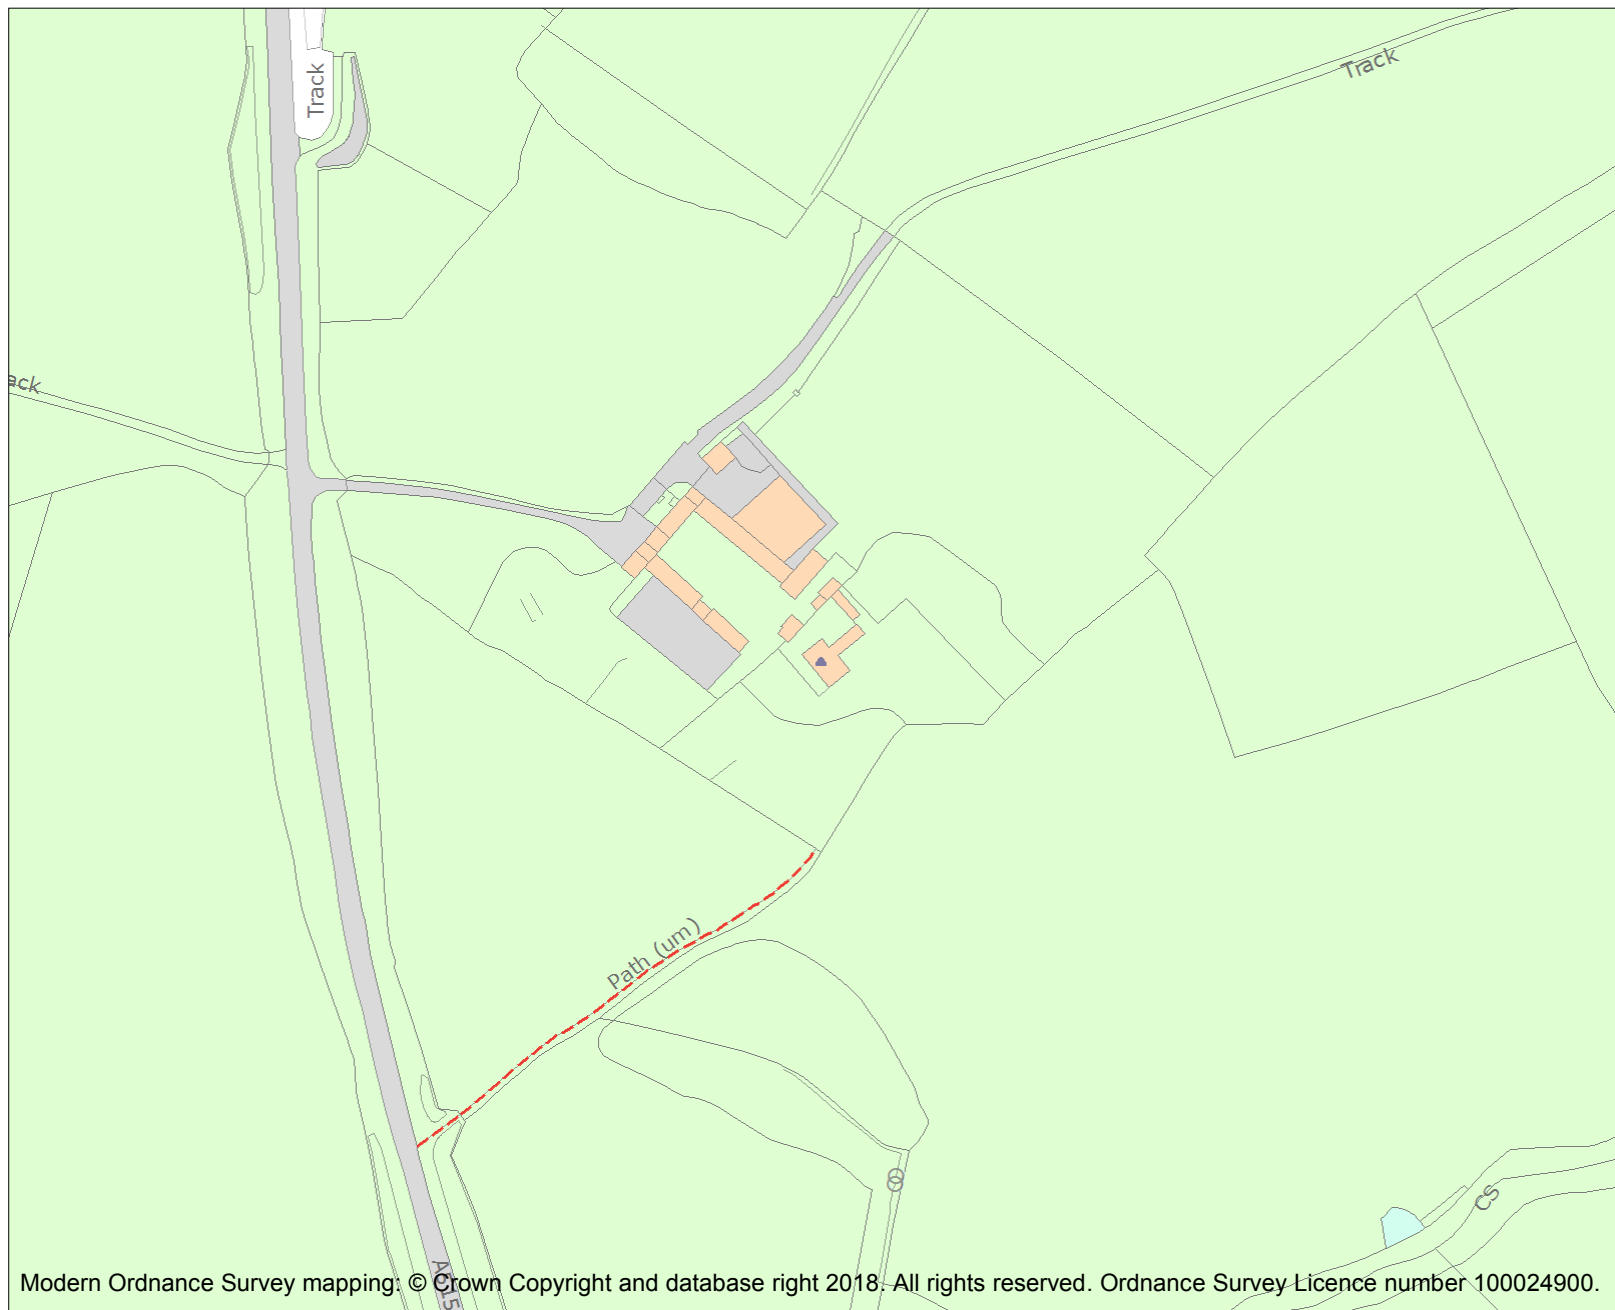 Track
Track
ack
Path (um)
CS
A515
Modern Ordnance Survey mapping: © Crown Copyright and database right 2018. All rights reserved. Ordnance Survey Licence number 100024900.